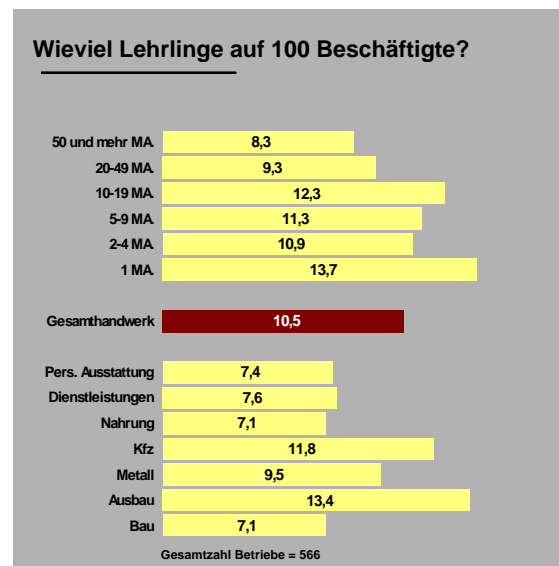 Wieviel Lehrlinge auf 100 Beschäftigte?
50 und mehr MA. 8,3
20-49 MA. 9,3
10-19 MA. 12,3
5-9 MA. 11,3
2-4 MA. 10,9
1 MA. 13,7
Gesamthandwerk 10,5
Pers. Ausstattung 7,4
Dienstleistungen 7,6
Nahrung 7,1
Kfz 11,8
Metall 9,5
Ausbau 13,4
Bau 7,1
Gesamtzahl Betriebe = 566